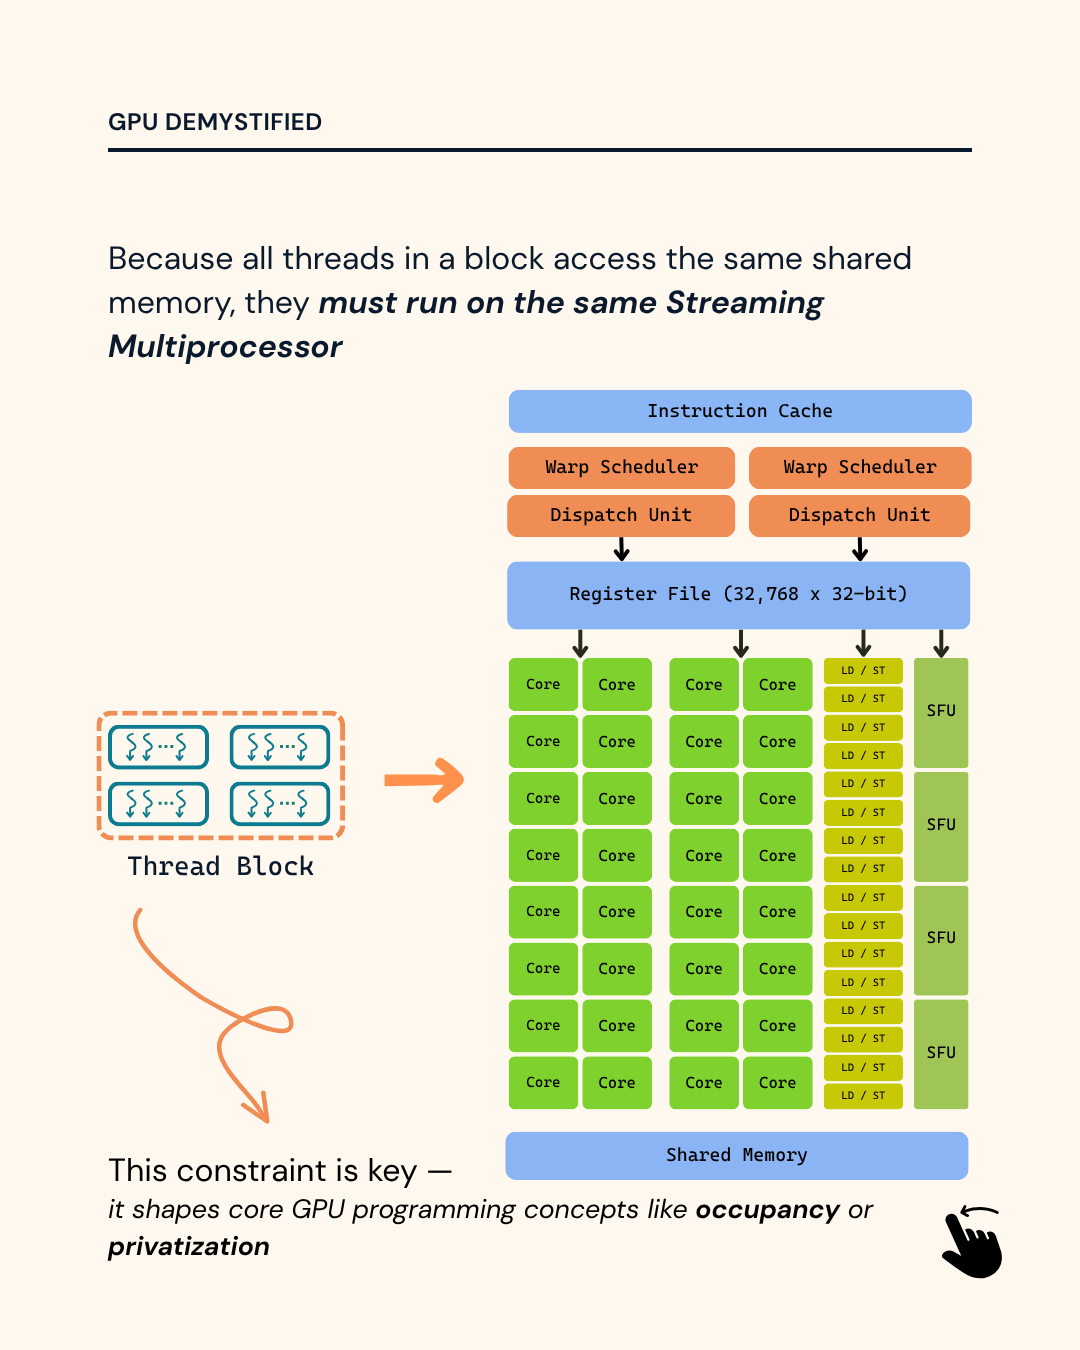 GPU DEMYSTIFIED
Because all threads in a block access the same shared
memory, they must run on the same Streaming
Multiprocessor
Instruction Cache
Warp Scheduler Warp Scheduler
Dispatch Unit Dispatch Unit
Register File (32,768 x 32-bit)
Core Core Core Core LD / ST SFU
LD / ST
Core Core Core Core LD / ST
LD / ST
Core Core Core Core LD / ST SFU
LD / ST
Core Core Core Core LD / ST
LD / ST
Core Core Core Core LD / ST SFU
LD / ST
Core Core Core Core LD / ST
LD / ST
Core Core Core Core LD / ST SFU
LD / ST
Core Core Core Core LD / ST
LD / ST
Thread Block
Shared Memory
This constraint is key —
it shapes core GPU programming concepts like occupancy or
privatization